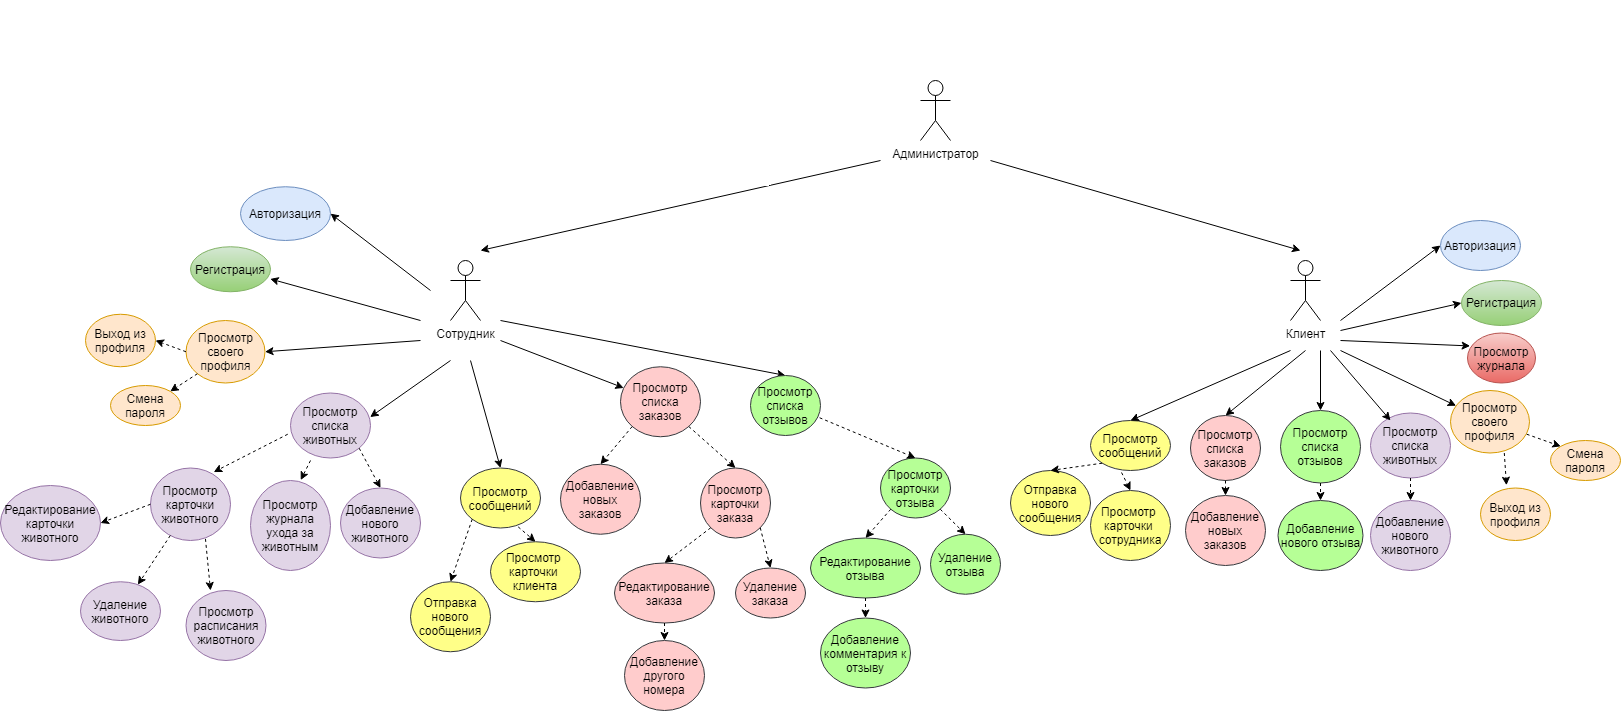 Администратор
Авторизация
Регистрация
Сотрудник
Выход из
профиля
Просмотр
своего
профиля
Смена
пароля
Просмотр
списка
животных
Просмотр
карточки
животного
Редактирование
карточки
животного
Удаление
животного
Просмотр
расписания
животного
Просмотр
журнала
ухода за
животным
Добавление
нового
животного
Просмотр
сообщений
Отправка
нового
сообщения
Просмотр
карточки
клиента
Просмотр
списка
заказов
Добавление
новых
заказов
Просмотр
карточки
заказа
Редактирование
заказа
Удаление
заказа
Добавление
другого
номера
Просмотр
списка
отзывов
Просмотр
карточки
отзыва
Редактирование
отзыва
Удаление
отзыва
Добавление
комментария к
отзыву
Клиент
Авторизация
Регистрация
Просмотр
журнала
Просмотр
сообщений
Отправка
нового
сообщения
Просмотр
карточки
сотрудника
Просмотр
списка
заказов
Добавление
новых
заказов
Просмотр
списка
отзывов
Добавление
нового отзыва
Просмотр
списка
животных
Добавление
нового
животного
Просмотр
своего
профиля
Смена
пароля
Выход из
профиля